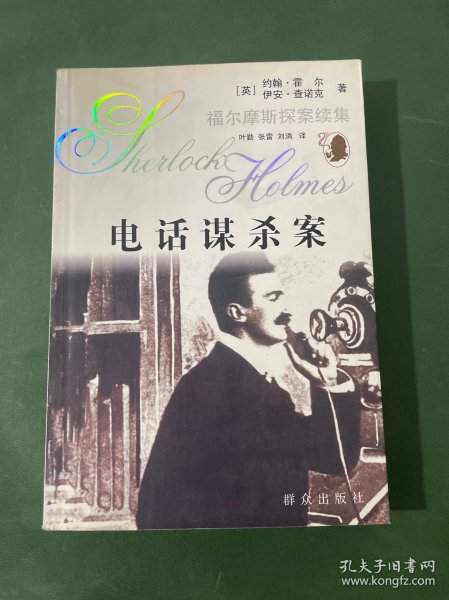 [英] 约翰·霍尔 著
伊安·查诺克
福尔摩斯探案续集
叶勤 张雷 刘满 译
Sherlock
Holmes
电话谋杀案
群众出版社
孔夫子旧书网
www.kongfz.com